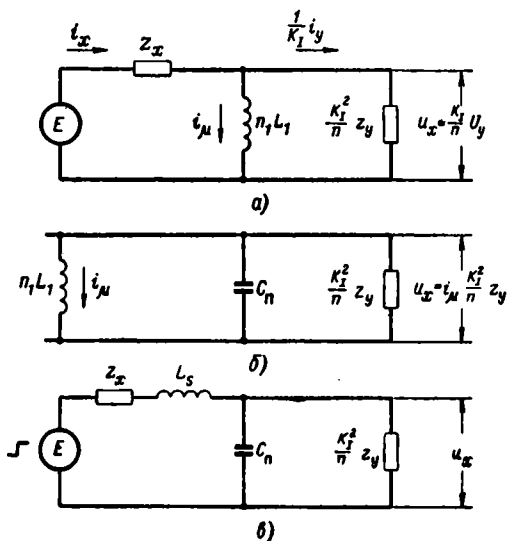 i_x z_x 1/K_I i_y
E i_μ n_1L_1 K_I^2/n z_y u_x = K_I/n U_y
а)
n_1L_1 i_μ C_n K_I^2/n z_y u_x = i_μ K_I^2/n z_y
б)
z_x L_s
E C_n K_I^2/n z_y u_x
в)